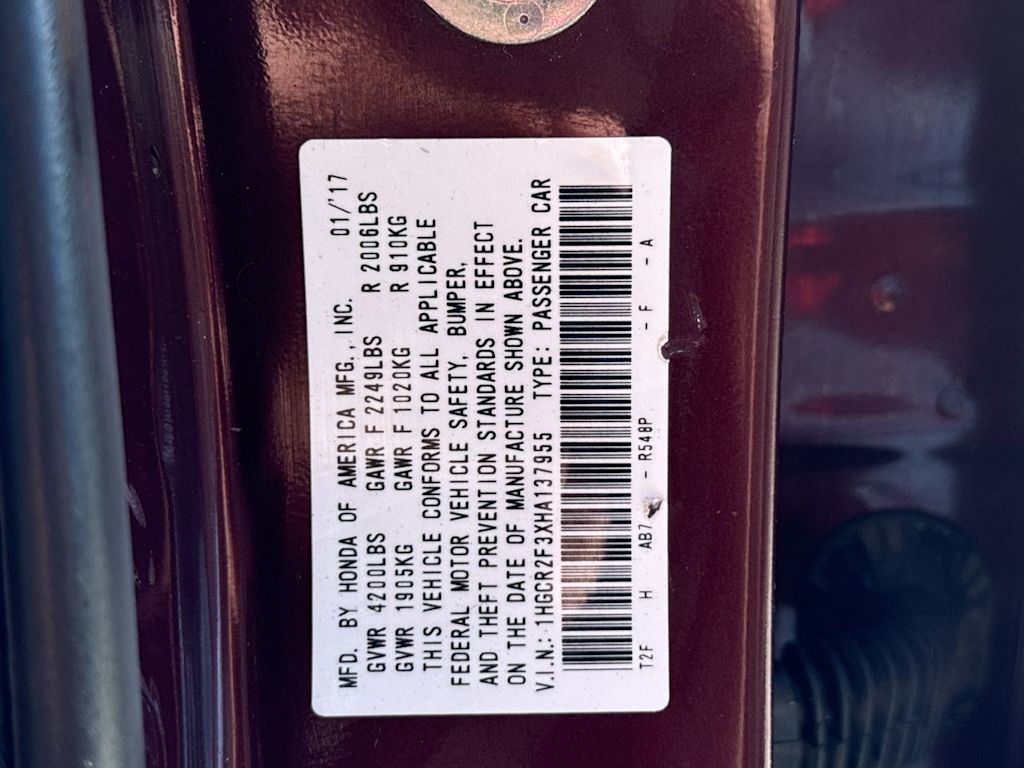 MFD. BY HONDA OF AMERICA MFG., INC. 01/'17
GVWR 4200LBS GAWR F 2249LBS R 2006LBS
GVWR 1905KG GAWR F 1020KG R 910KG
THIS VEHICLE CONFORMS TO ALL APPLICABLE
FEDERAL MOTOR VEHICLE SAFETY, BUMPER,
AND THEFT PREVENTION STANDARDS IN EFFECT
ON THE DATE OF MANUFACTURE SHOWN ABOVE.
V.I.N.: 1HGCR2F3XHA137955 TYPE: PASSENGER CAR
T2F H AB7 - R548P - F - A